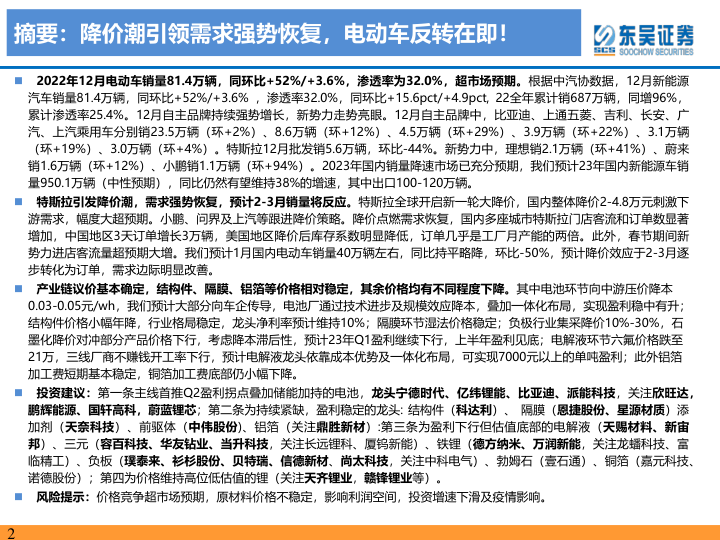 摘要：降价潮引领需求强势恢复，电动车反转在即！
东吴证券
SCS
SOOCHOW SECURITIES
2022年12月电动车销量81.4万辆，同环比+52%/+3.6%，渗透率为32.0%，超市场预期。根据中汽协数据，12月新能源
汽车销量81.4万辆，同环比+52%/+3.6% ，渗透率32.0%，同环比+15.6pct/+4.9pct, 22全年累计销687万辆，同增96%，
累计渗透率25.4%。12月自主品牌持续强势增长，新势力走势亮眼。12月自主品牌中，比亚迪、上通五菱、吉利、长安、广
汽、上汽乘用车分别销23.5万辆（环+2%）、8.6万辆（环+12%）、4.5万辆（环+29%）、3.9万辆（环+22%）、3.1万辆
（环+19%）、3.0万辆（环+4%）。特斯拉12月批发销5.6万辆，环比-44%。新势力中，理想销2.1万辆（环+41%）、蔚来
销1.6万辆（环+12%）、小鹏销1.1万辆（环+94%）。2023年国内销量降速市场已充分预期，我们预计23年国内新能源车销
量950.1万辆（中性预期），同比仍然有望维持38%的增速，其中出口100-120万辆。
特斯拉引发降价潮，需求强势恢复，预计2-3月销量将反应。特斯拉全球开启新一轮大降价，国内整体降价2-4.8万元刺激下
游需求，幅度大超预期。小鹏、问界及上汽等跟进降价策略。降价点燃需求恢复，国内多座城市特斯拉门店客流和订单数显著
增加，中国地区3天订单增长3万辆，美国地区降价后库存系数明显降低，订单几乎是工厂月产能的两倍。此外，春节期间新
势力进店客流量超预期大增。我们预计1月国内电动车销量40万辆左右，同比持平略降，环比-50%，预计降价效应于2-3月逐
步转化为订单，需求边际明显改善。
产业链议价基本确定，结构件、隔膜、铝箔等价格相对稳定，其余价格均有不同程度下降。其中电池环节向中游压价降本
0.03-0.05元/wh，我们预计大部分向车企传导，电池厂通过技术进步及规模效应降本，叠加一体化布局，实现盈利稳中有升；
结构件价格小幅年降，行业格局稳定，龙头净利率预计维持10%；隔膜环节湿法价格稳定；负极行业集采降价10%-30%，石
墨化降价对冲部分产品价格下行，考虑降本滞后性，预计23年Q1盈利继续下行，上半年盈利见底；电解液环节六氟价格跌至
21万，三线厂商不赚钱开工率下行，预计电解液龙头依靠成本优势及一体化布局，可实现7000元以上的单吨盈利；此外铝箔
加工费短期基本稳定，铜箔加工费底部仍小幅下降。
投资建议：第一条主线首推Q2盈利拐点叠加储能加持的电池，龙头宁德时代、亿纬锂能、比亚迪、派能科技，关注欣旺达，
鹏辉能源、国轩高科，蔚蓝锂芯；第二条为持续紧缺，盈利稳定的龙头: 结构件（科达利）、 隔膜（恩捷股份、星源材质）添
加剂（天奈科技）、前驱体（中伟股份)、铝箔（关注鼎胜新材）:第三条为盈利下行但估值底部的电解液（天赐材料、新宙
邦）、三元（容百科技、华友钴业、当升科技，关注长远锂科、厦钨新能）、铁锂（德方纳米、万润新能，关注龙蟠科技、富
临精工）、负极（璞泰来、衫杉股份、贝特瑞、信德新材、尚太科技，关注中科电气）、勃姆石（壹石通）、铜箔（嘉元科技、
诺德股份）；第四为价格维持高位低估值的锂（关注天齐锂业，赣锋锂业等）。
风险提示：价格竞争超市场预期，原材料价格不稳定，影响利润空间，投资增速下滑及疫情影响。
2